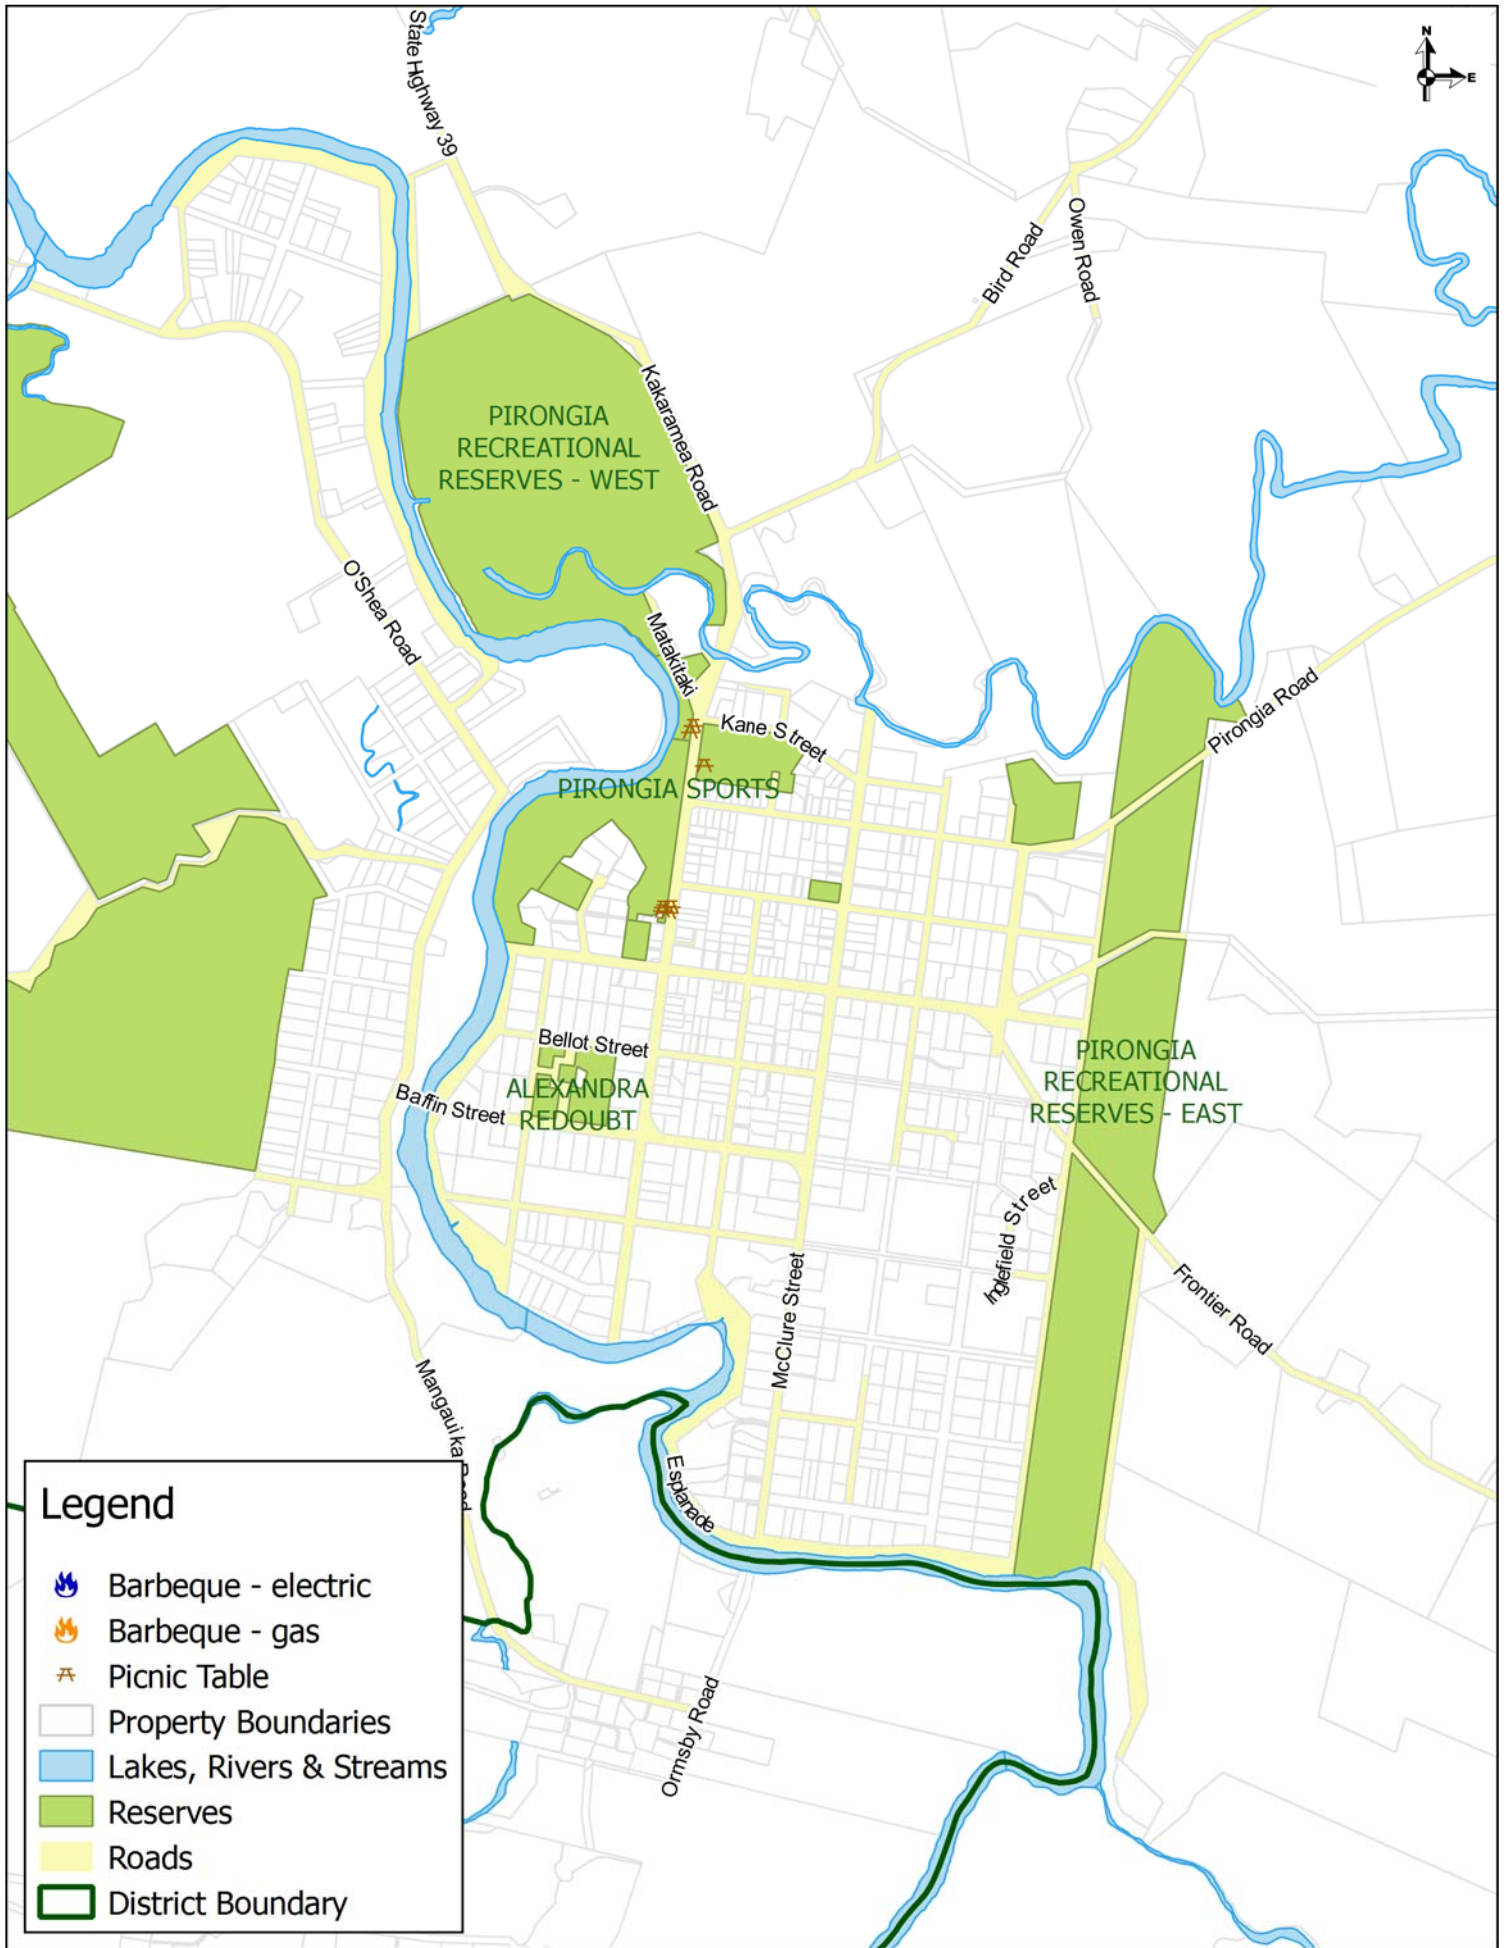 State Highway 39
N
E
Owen Road
Bird Road
PIRONGIA
RECREATIONAL
RESERVES - WEST
Kakaramea Road
O'Shea Road
Matakitaki
Kane Street
Pirongia Road
PIRONGIA SPORTS
Bellot Street
ALEXANDRA
REDOUBT
Baffin Street
PIRONGIA
RECREATIONAL
RESERVES - EAST
Inglefield Street
McClure Street
Frontier Road
Mangauika Road
Esplanade
Ormsby Road
Legend
Barbeque - electric
Barbeque - gas
Picnic Table
Property Boundaries
Lakes, Rivers & Streams
Reserves
Roads
District Boundary